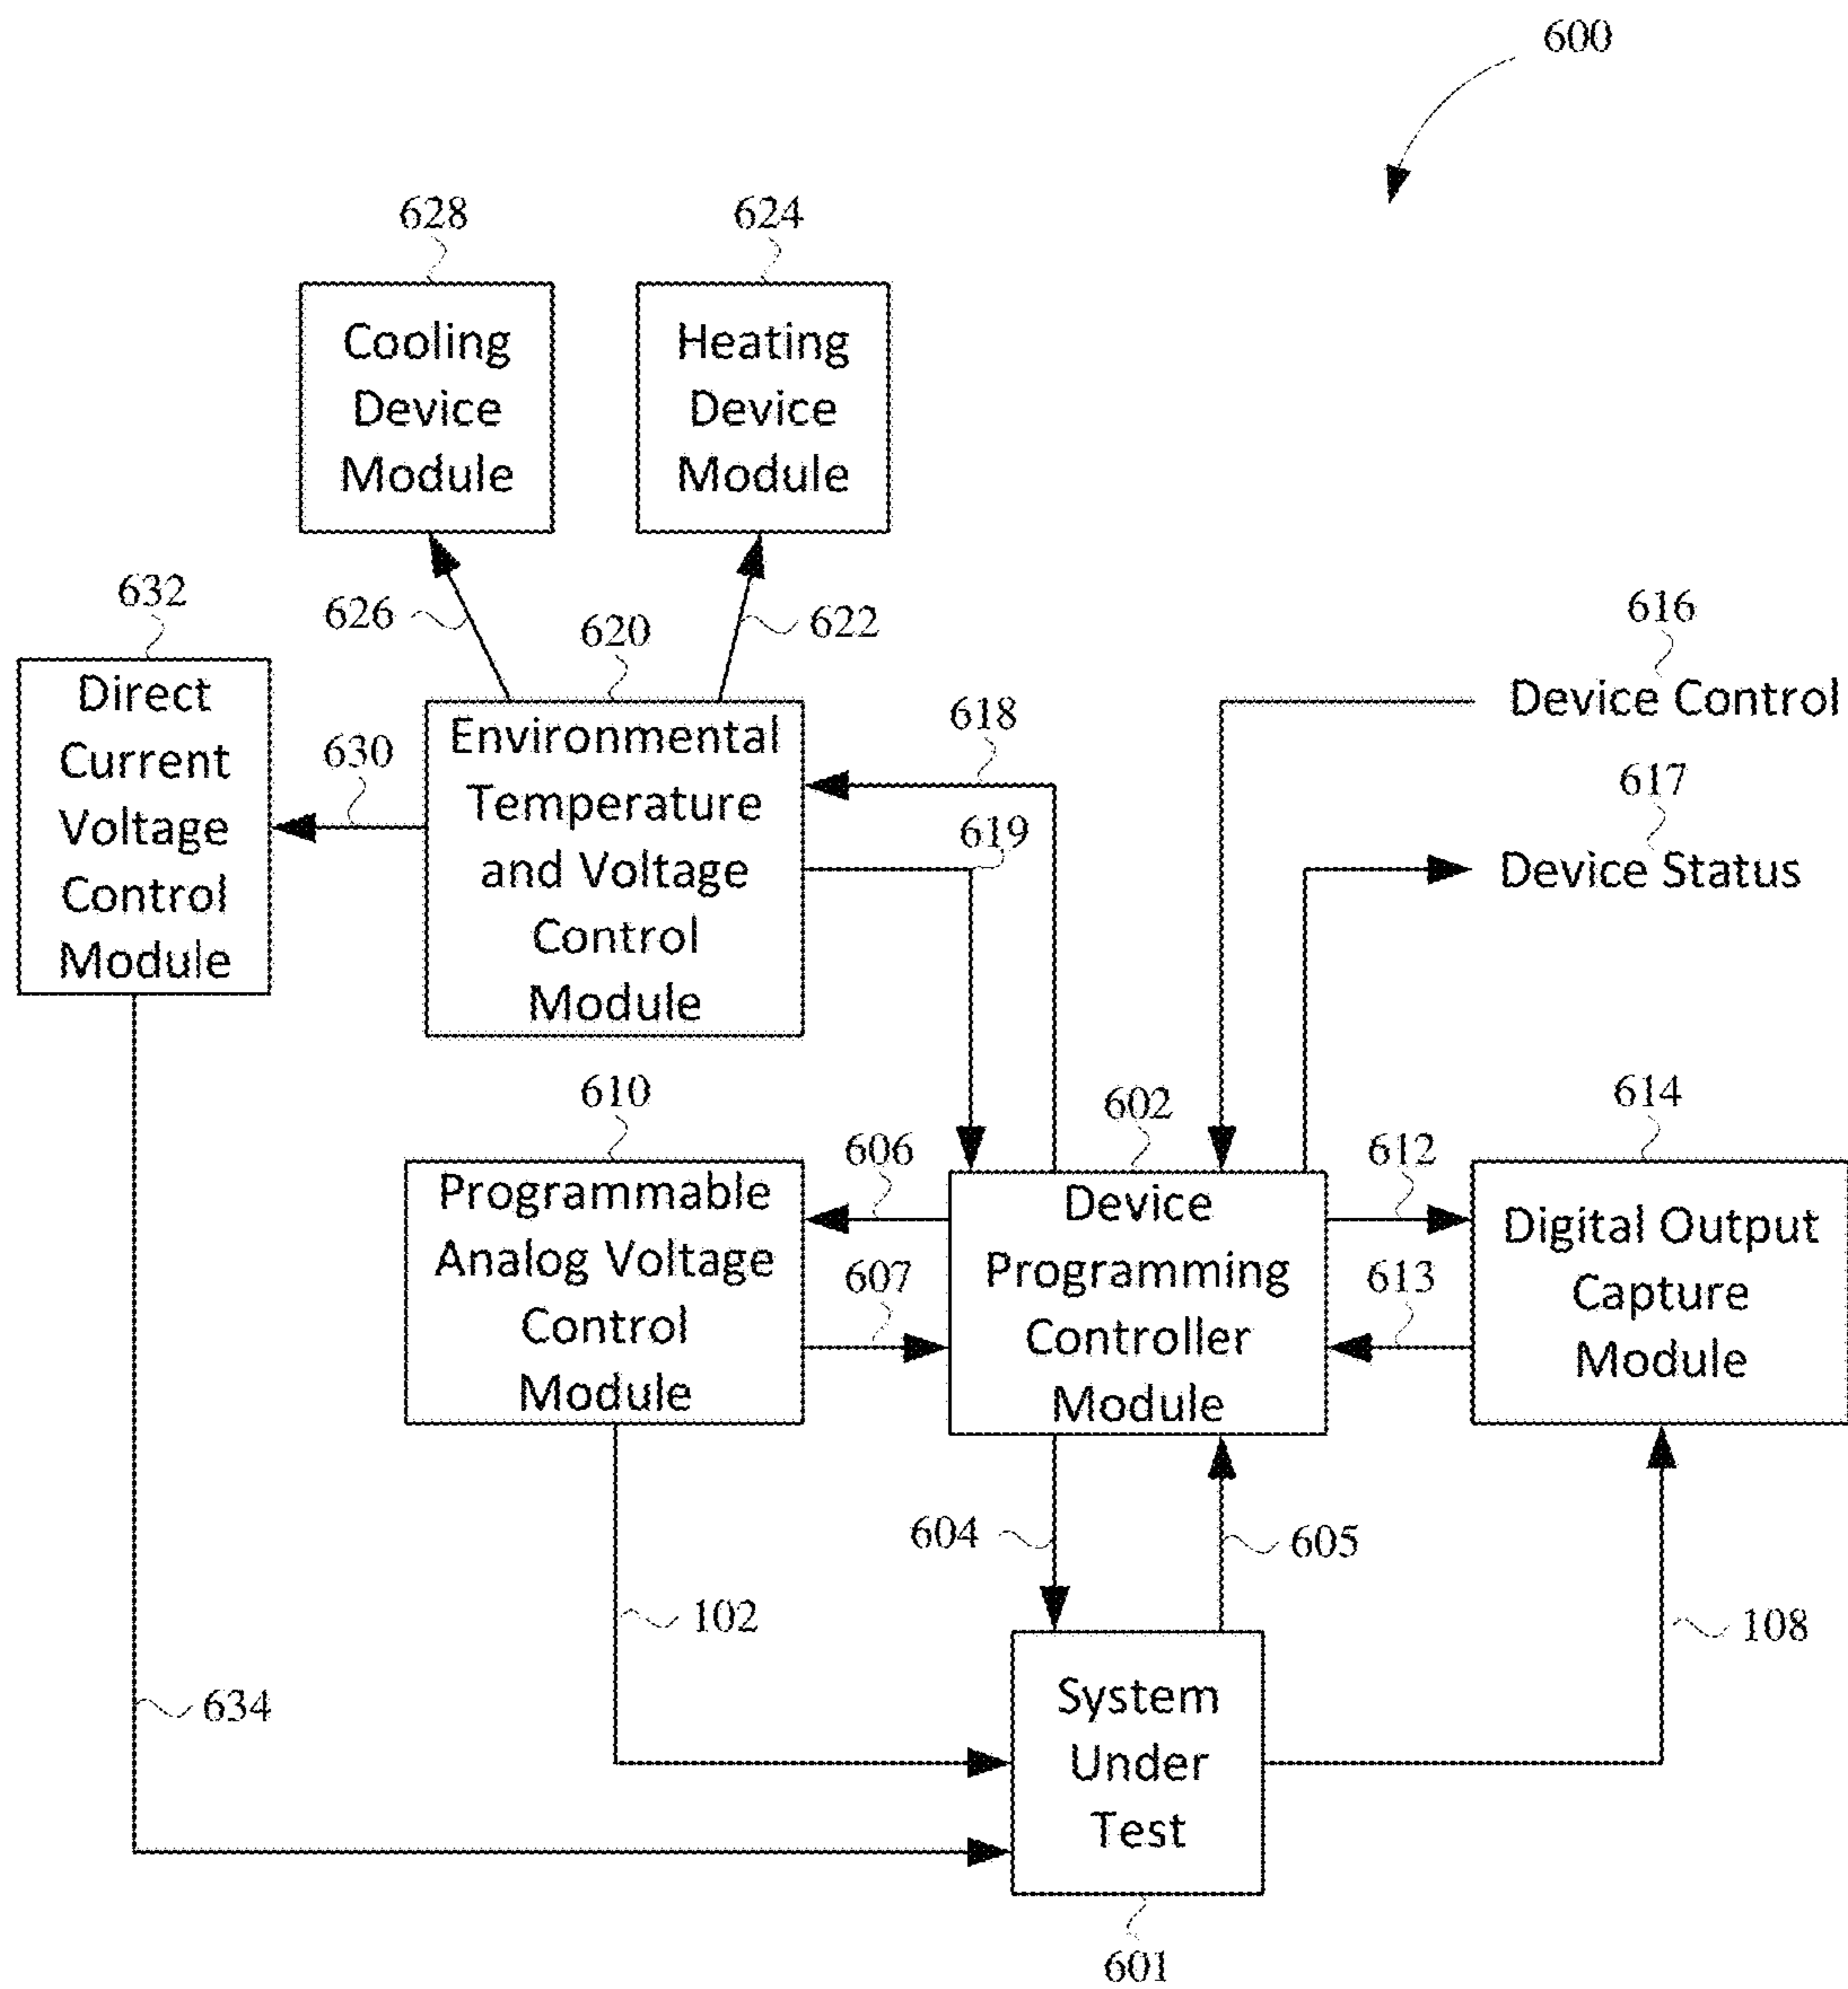 600
628
624
Cooling
Device
Module
Heating
Device
Module
632
626
620
622
616
Direct
Current
Voltage
Control
Module
630
Environmental
Temperature
and Voltage
Control
Module
618
619
Device Control
617
Device Status
610
602
614
606
612
Programmable
Analog Voltage
Control
Module
607
Device
Programming
Controller
Module
613
Digital Output
Capture
Module
604
605
102
108
634
System
Under
Test
601